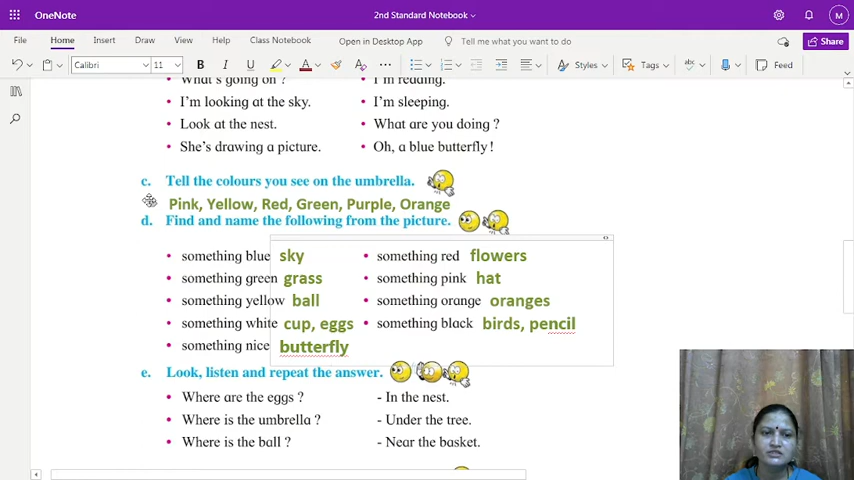 OneNote
2nd Standard Notebook
M
File Home Insert Draw View Help Class Notebook Open in Desktop App Tell me what you want to do Share
Calibri 11 B I U A Styles Tags abc Feed
• What's going on ? • I'm reading.
• I'm looking at the sky. • I'm sleeping.
• Look at the nest. • What are you doing ?
• She's drawing a picture. • Oh, a blue butterfly!
c. Tell the colours you see on the umbrella.
Pink, Yellow, Red, Green, Purple, Orange
d. Find and name the following from the picture.
• something blue sky • something red flowers
• something green grass • something pink hat
• something yellow ball • something orange oranges
• something white cup, eggs • something black birds, pencil
• something nice butterfly
e. Look, listen and repeat the answer.
• Where are the eggs ? - In the nest.
• Where is the umbrella ? - Under the tree.
• Where is the ball ? - Near the basket.